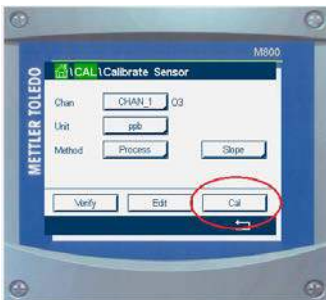 M800
METTLER TOLEDO
\CAL\Calibrate Sensor
Chan CHAN_1 O3
Unit ppb
Method Process Slope
Verify Edit Cal